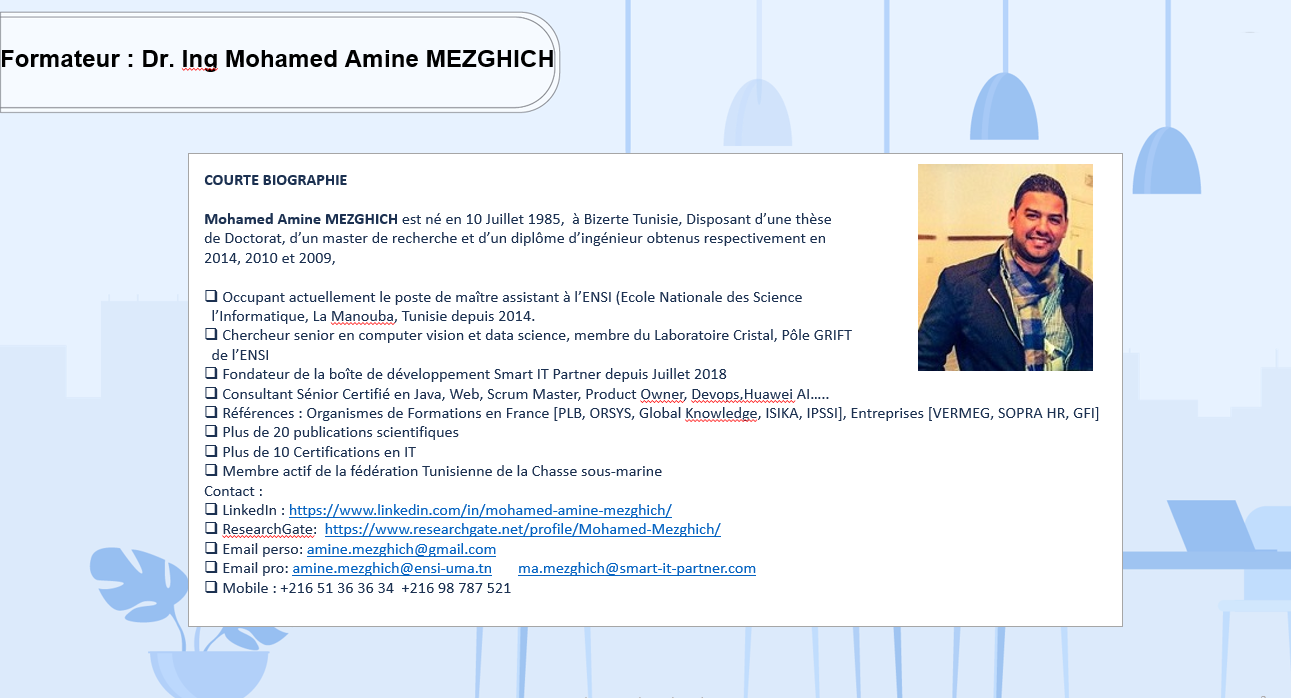 Formateur : Dr. Ing Mohamed Amine MEZGHICH
COURTE BIOGRAPHIE
Mohamed Amine MEZGHICH est né en 10 Juillet 1985,  à Bizerte Tunisie, Disposant d’une thèse
de Doctorat, d’un master de recherche et d’un diplôme d’ingénieur obtenus respectivement en
2014, 2010 et 2009,
❑ Occupant actuellement le poste de maître assistant à l’ENSI (Ecole Nationale des Science
l’Informatique, La Manouba, Tunisie depuis 2014.
❑ Chercheur senior en computer vision et data science, membre du Laboratoire Cristal, Pôle GRIFT
de l’ENSI
❑ Fondateur de la boîte de développement Smart IT Partner depuis Juillet 2018
❑ Consultant Sénior Certifié en Java, Web, Scrum Master, Product Owner, Devops,Huawei AI.....
❑ Références : Organismes de Formations en France [PLB, ORSYS, Global Knowledge, ISIKA, IPSSI], Entreprises [VERMEG, SOPRA HR, GFI]
❑ Plus de 20 publications scientifiques
❑ Plus de 10 Certifications en IT
❑ Membre actif de la fédération Tunisienne de la Chasse sous-marine
Contact :
❑ LinkedIn : https://www.linkedin.com/in/mohamed-amine-mezghich/
❑ ResearchGate:  https://www.researchgate.net/profile/Mohamed-Mezghich/
❑ Email perso: amine.mezghich@gmail.com
❑ Email pro: amine.mezghich@ensi-uma.tn      ma.mezghich@smart-it-partner.com
❑ Mobile : +216 51 36 36 34  +216 98 787 521